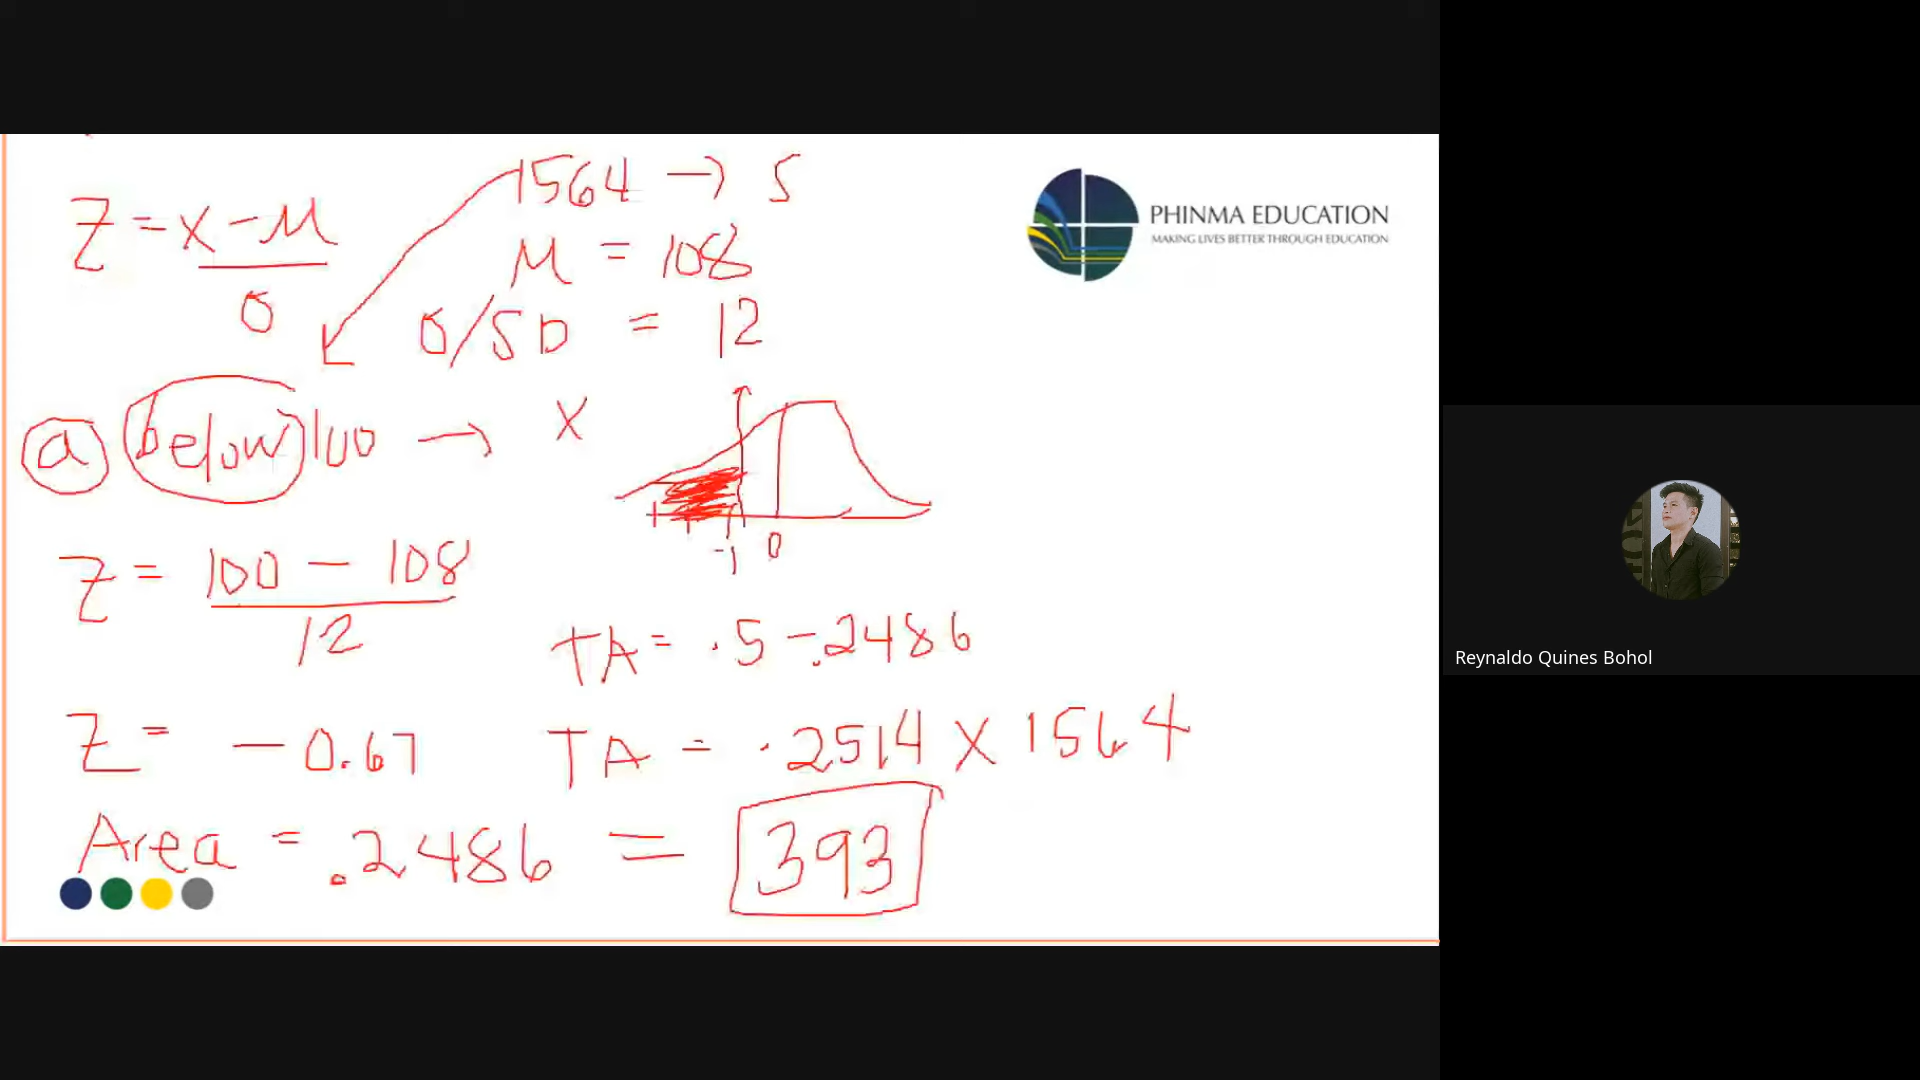 1564 → S
Z = x - μ
σ
μ = 108
σ/SD = 12
PHINMA EDUCATION
MAKING LIVES BETTER THROUGH EDUCATION
a below 100 → X
-1 0
Z = 100 - 108
12
TA = .5 - .2486
Z = - 0.67
TA = .2514 X 1564
Area = .2486 = 393
Reynaldo Quines Bohol